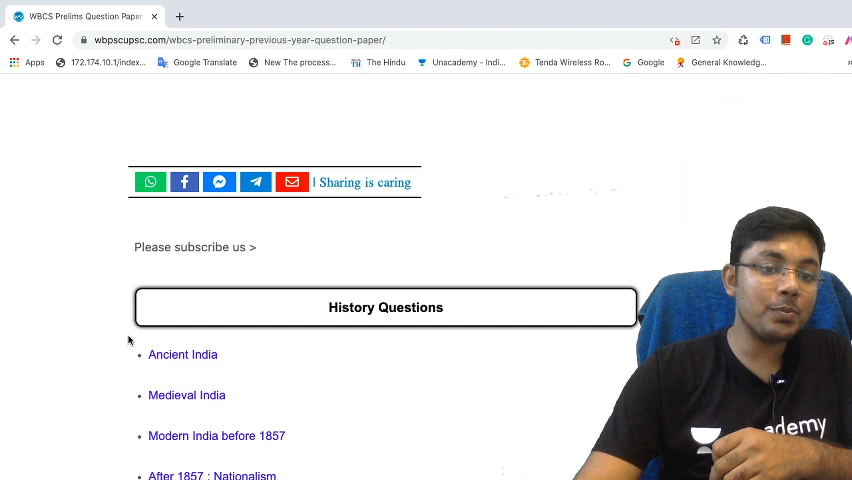 WBCS Prelims Question Paper
wbpscupsc.com/wbcs-preliminary-previous-year-question-paper/
Apps 172.174.10.1/index... Google Translate New The process... The Hindu Unacademy - Indi... Tenda Wireless Ro... Google General Knowledg...
| Sharing is caring
Please subscribe us >
History Questions
Ancient India
Medieval India
Modern India before 1857
After 1857 : Nationalism
ademy